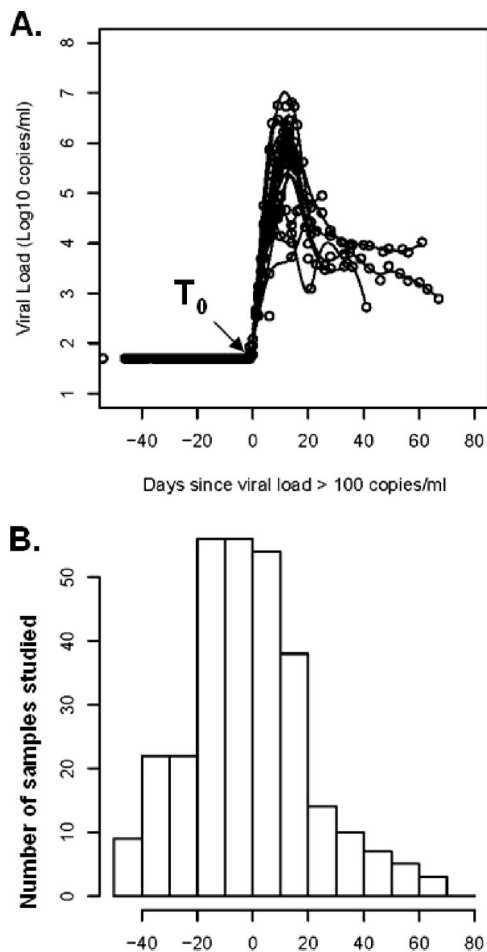 A.
Viral Load (Log10 copies/ml)
8
7
6
5
4
3
2
1
T0
−40 −20 0 20 40 60 80
Days since viral load > 100 copies/ml
B.
Number of samples studied
50
40
30
20
10
0
−40 −20 0 20 40 60 80